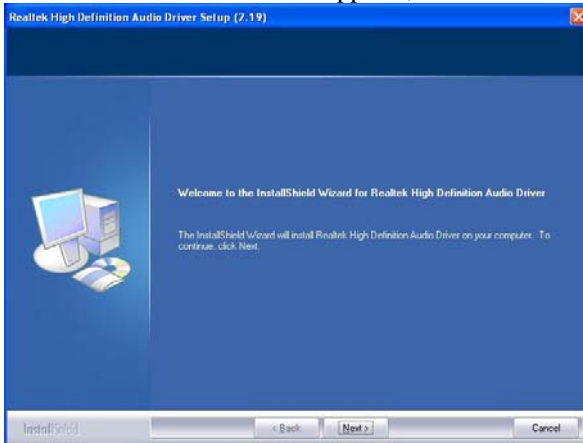 Realtek High Definition Audio Driver Setup (2.19)
Welcome to the InstallShield Wizard for Realtek High Definition Audio Driver
The InstallShield Wizard will install Realtek High Definition Audio Driver on your computer. To
continue, click Next.
InstallShield
< Back
Next >
Cancel